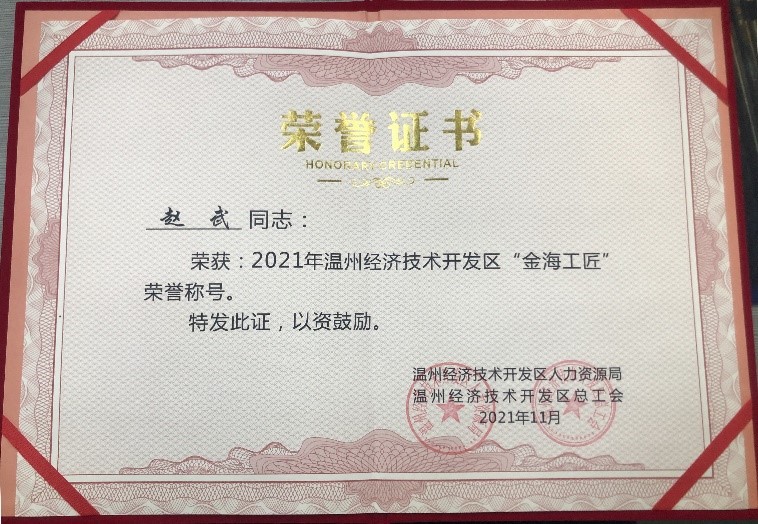 荣誉证书
HONORARY CREDENTIAL
赵 武 同志：
荣获：2021年温州经济技术开发区“金海工匠”
荣誉称号。
特发此证，以资鼓励。
温州经济技术开发区人力资源局
温州经济技术开发区总工会
2021年11月